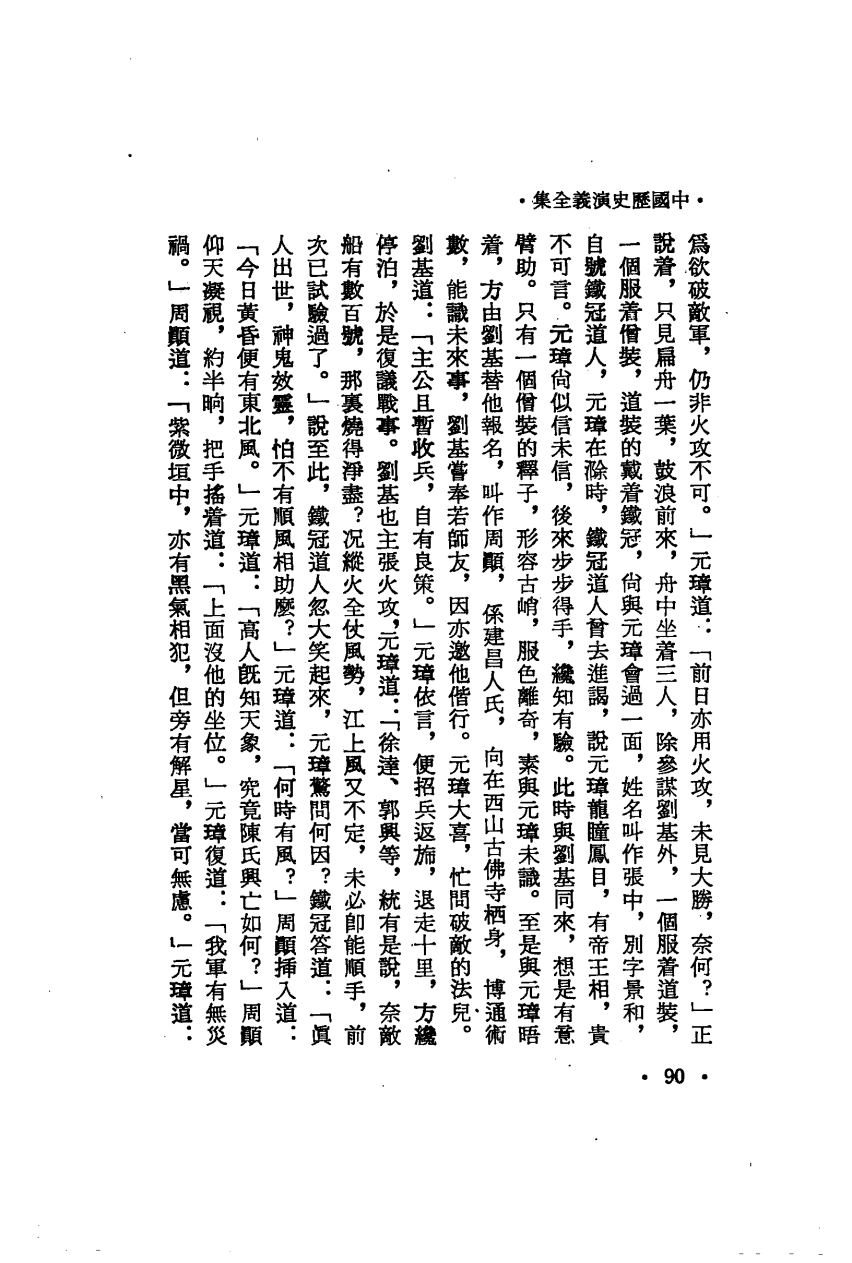 ·中國歷史演義全集·
爲欲破敵軍，仍非火攻不可。」元璋道：「前日亦用火攻，未見大勝，奈何？」正
說着，只見扁舟一葉，鼓浪前來，舟中坐着三人，除參謀劉基外，一個服着道裝，
一個服着僧裝，道裝的戴着鐵冠，尙與元璋會過一面，姓名叫作張中，別字景和，
自號鐵冠道人，元璋在滁時，鐵冠道人曾去進謁，說元璋龍瞳鳳目，有帝王相，貴
不可言。元璋尙似信未信，後來步步得手，纔知有驗。此時與劉基同來，想是有意
臂助。只有一個僧裝的釋子，形容古峭，服色離奇，素與元璋未識。至是與元璋晤
着，方由劉基替他報名，叫作周顚，係建昌人氏，向在西山古佛寺栖身，博通術
數，能識未來事，劉基嘗奉若師友，因亦邀他偕行。元璋大喜，忙問破敵的法兒。
劉基道：「主公且暫收兵，自有良策。」元璋依言，便招兵返旆，退走十里，方纔
停泊，於是復議戰事。劉基也主張火攻，元璋道：「徐達、郭興等，統有是說，奈敵
船有數百號，那裏燒得淨盡？况縱火全仗風勢，江上風又不定，未必卽能順手，前
次已試驗過了。」說至此，鐵冠道人忽大笑起來，元璋驚問何因？鐵冠答道：「眞
人出世，神鬼效靈，怕不有順風相助麽？」元璋道：「何時有風？」周顚揷入道：
「今日黃昏便有東北風。」元璋道：「高人旣知天象，究竟陳氏興亡如何？」周顚
仰天凝視，約半晌，把手搖着道：「上面沒他的坐位。」元璋復道：「我軍有無災
禍。」周顚道：「紫微垣中，亦有黑氣相犯，但旁有解星，當可無慮。」元璋道：
·90·